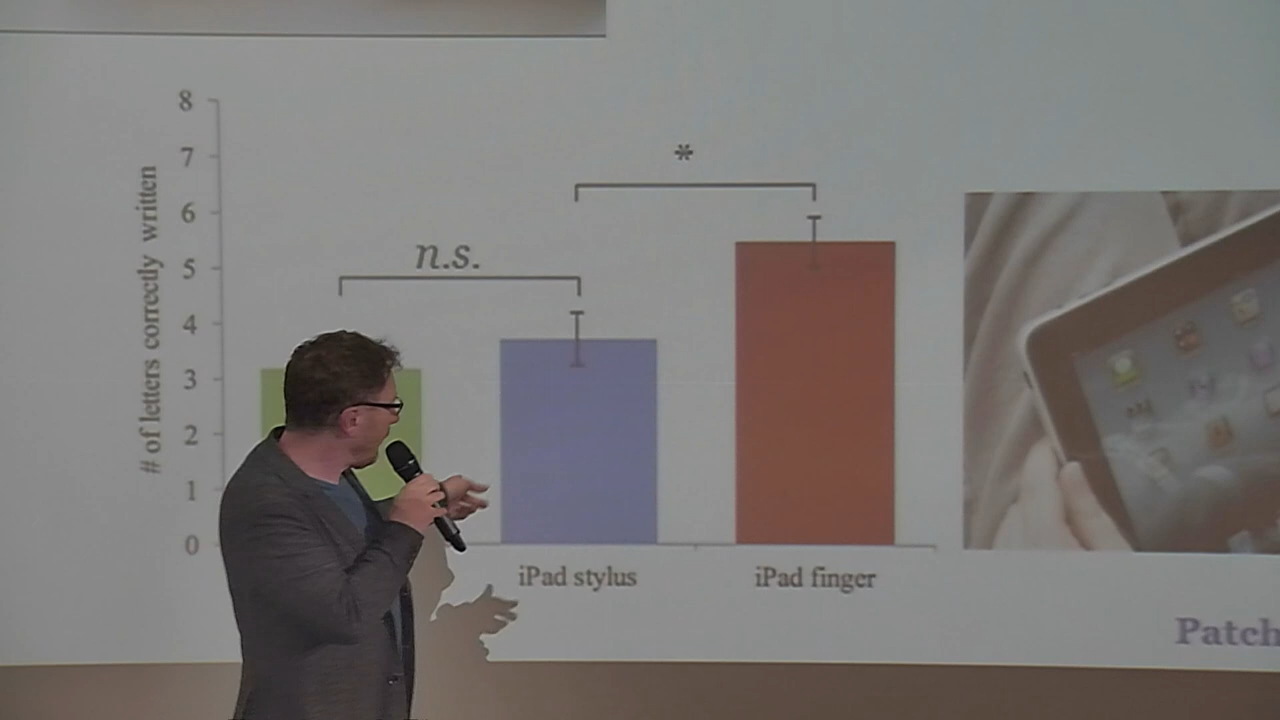 8
7
6
5
4
3
2
1
0
# of letters correctly written
n.s.
*
iPad stylus
iPad finger
Patch